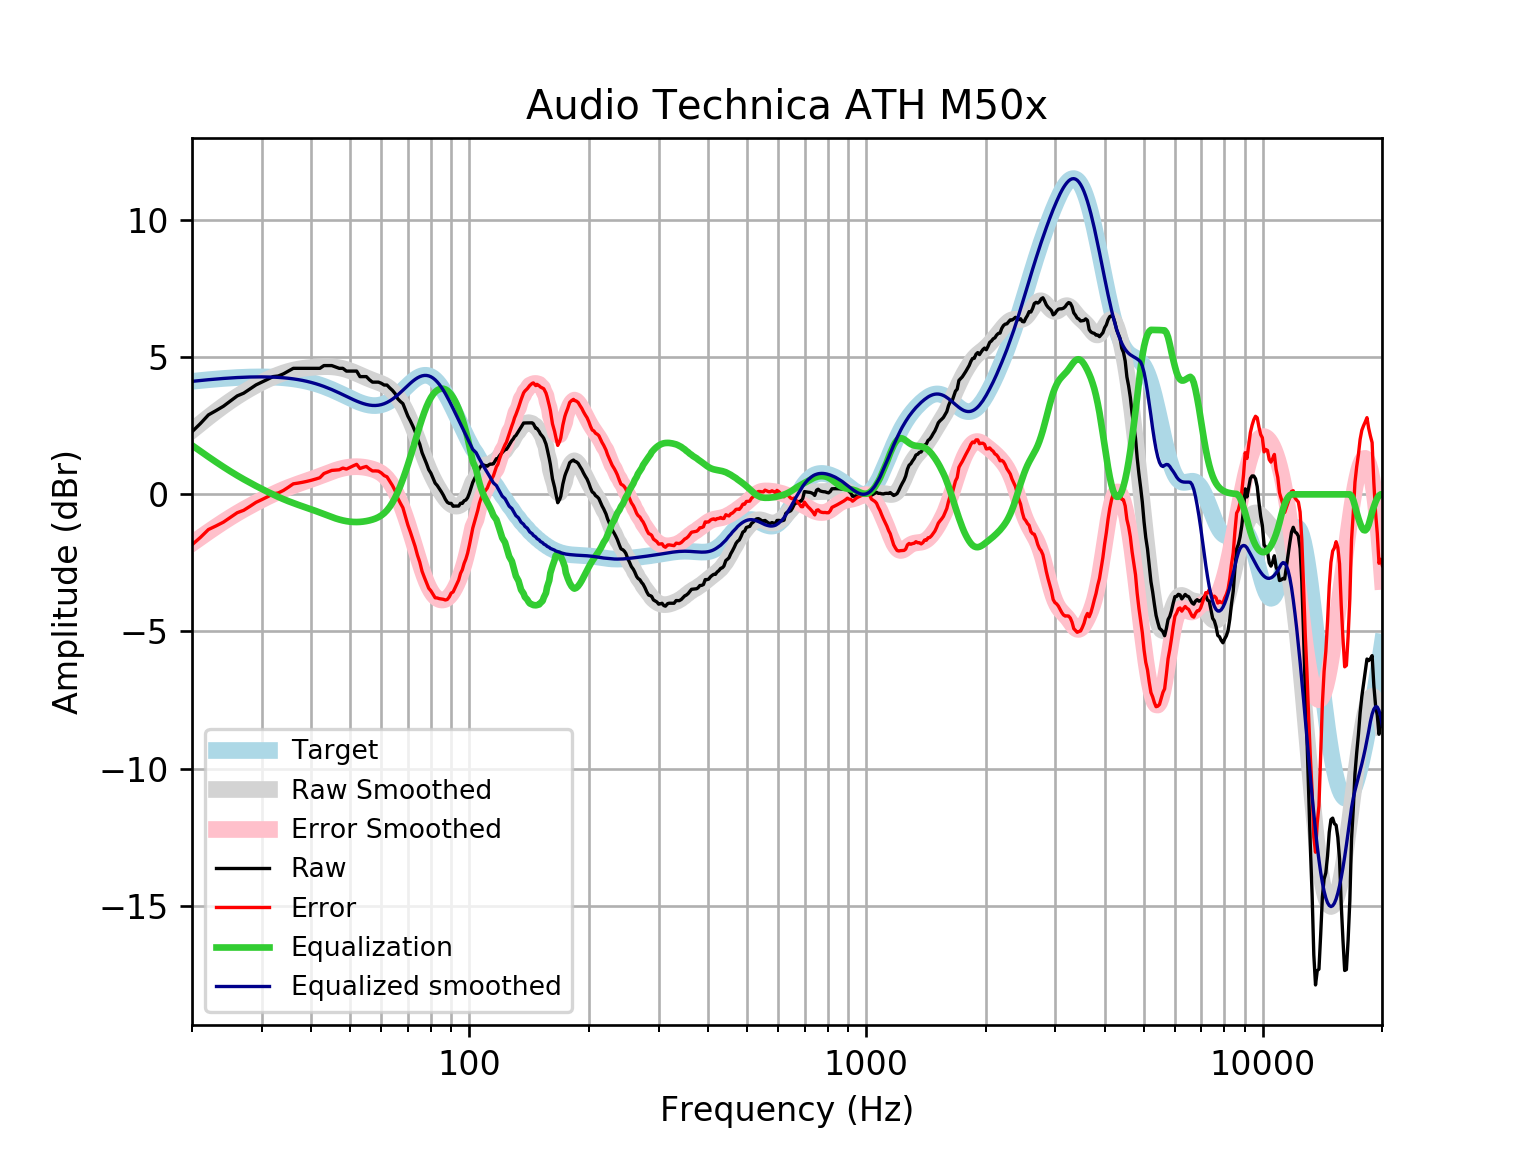 Audio Technica ATH M50x
10
5
0
−5
−10
−15
Amplitude (dBr)
Target
Raw Smoothed
Error Smoothed
Raw
Error
Equalization
Equalized smoothed
100 1000 10000
Frequency (Hz)